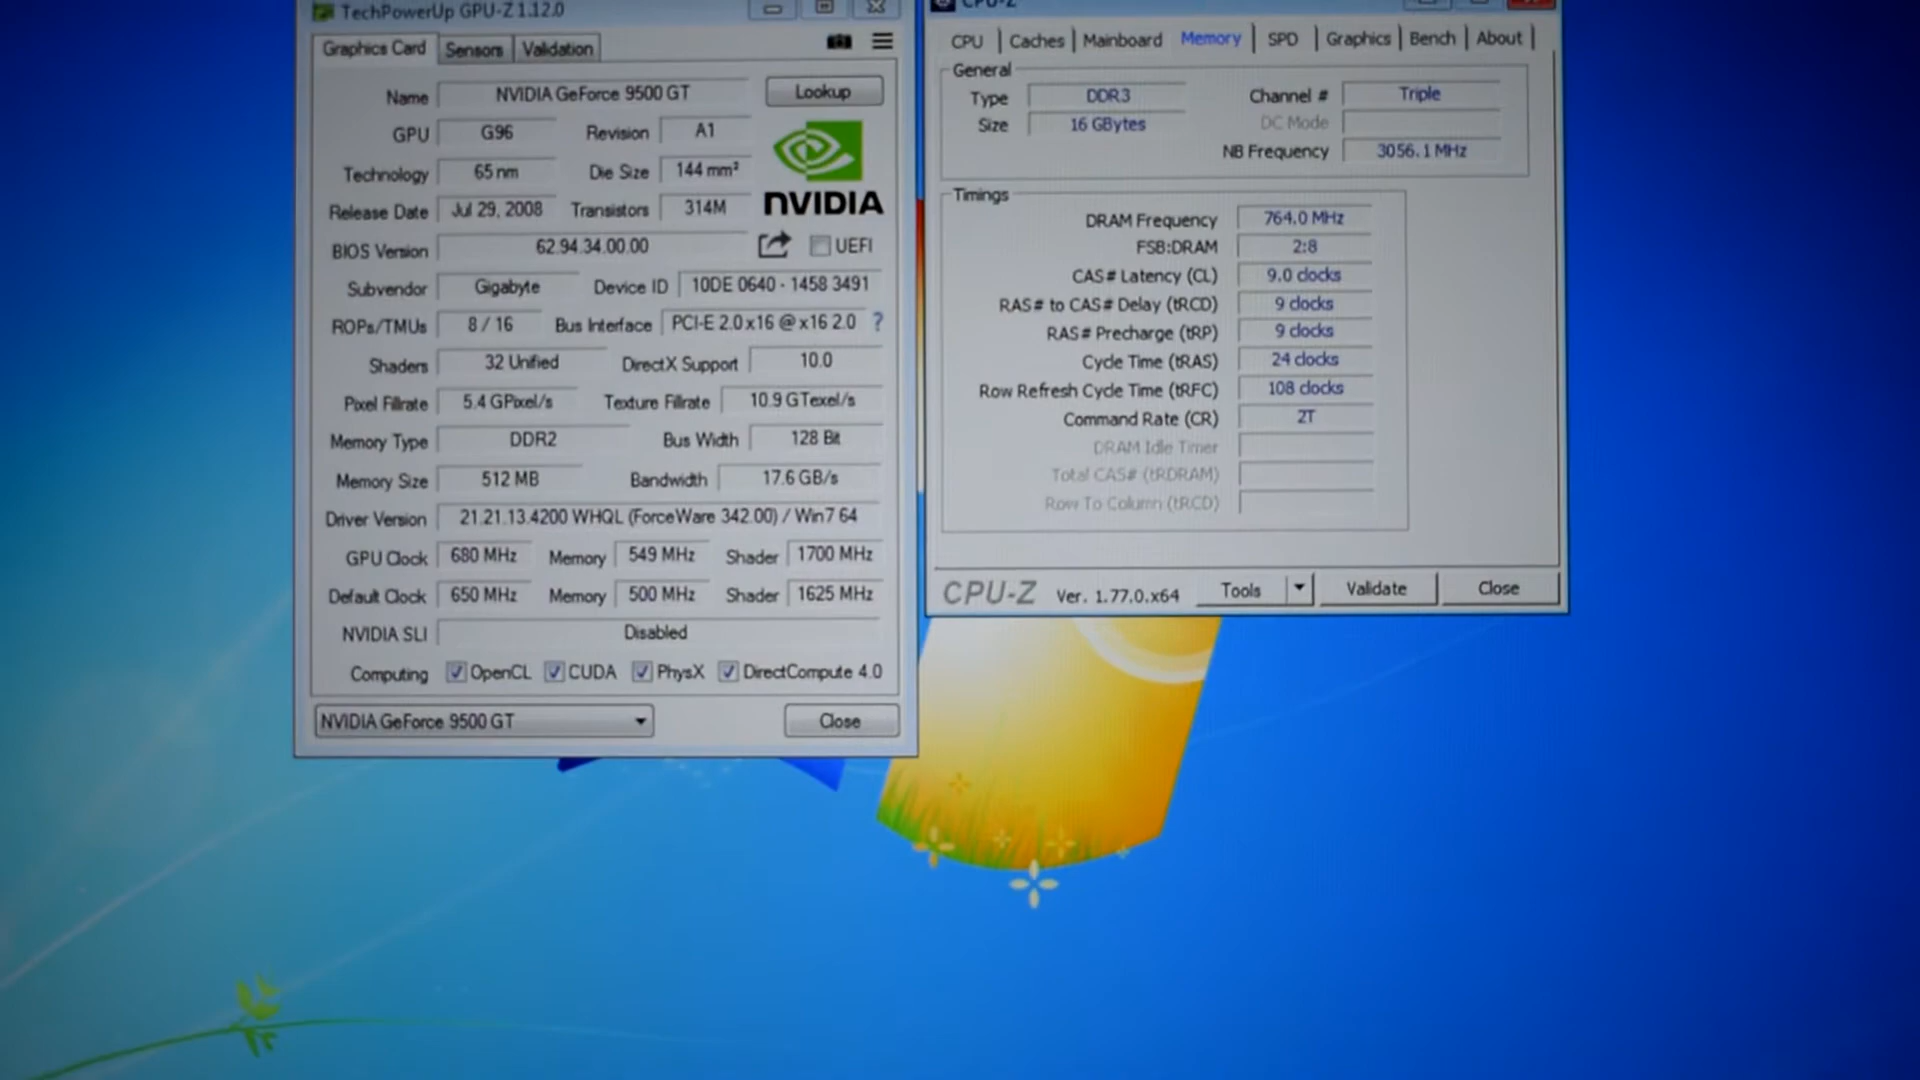 TechPowerUp GPU-Z 1.12.0
Graphics Card Sensors Validation
Name NVIDIA GeForce 9500 GT Lookup
GPU G96 Revision A1
Technology 65 nm Die Size 144 mm²
Release Date Jul 29, 2008 Transistors 314M
NVIDIA
BIOS Version 62.94.34.00.00 UEFI
Subvendor Gigabyte Device ID 10DE 0640 - 1458 3491
ROPs/TMUs 8 / 16 Bus Interface PCI-E 2.0 x16 @ x16 2.0 ?
Shaders 32 Unified DirectX Support 10.0
Pixel Fillrate 5.4 GPixel/s Texture Fillrate 10.9 GTexel/s
Memory Type DDR2 Bus Width 128 Bit
Memory Size 512 MB Bandwidth 17.6 GB/s
Driver Version 21.21.13.4200 WHQL (ForceWare 342.00) / Win7 64
GPU Clock 680 MHz Memory 549 MHz Shader 1700 MHz
Default Clock 650 MHz Memory 500 MHz Shader 1625 MHz
NVIDIA SLI Disabled
Computing OpenCL CUDA PhysX DirectCompute 4.0
NVIDIA GeForce 9500 GT Close
CPU-Z
CPU Caches Mainboard Memory SPD Graphics Bench About
General
Type DDR3 Channel # Triple
Size 16 GBytes DC Mode
NB Frequency 3056.1 MHz
Timings
DRAM Frequency 764.0 MHz
FSB:DRAM 2:8
CAS# Latency (CL) 9.0 clocks
RAS# to CAS# Delay (tRCD) 9 clocks
RAS# Precharge (tRP) 9 clocks
Cycle Time (tRAS) 24 clocks
Row Refresh Cycle Time (tRFC) 108 clocks
Command Rate (CR) 2T
DRAM Idle Timer
Total CAS# (tRDRAM)
Row To Column (tRCD)
CPU-Z Ver. 1.77.0.x64 Tools Validate Close